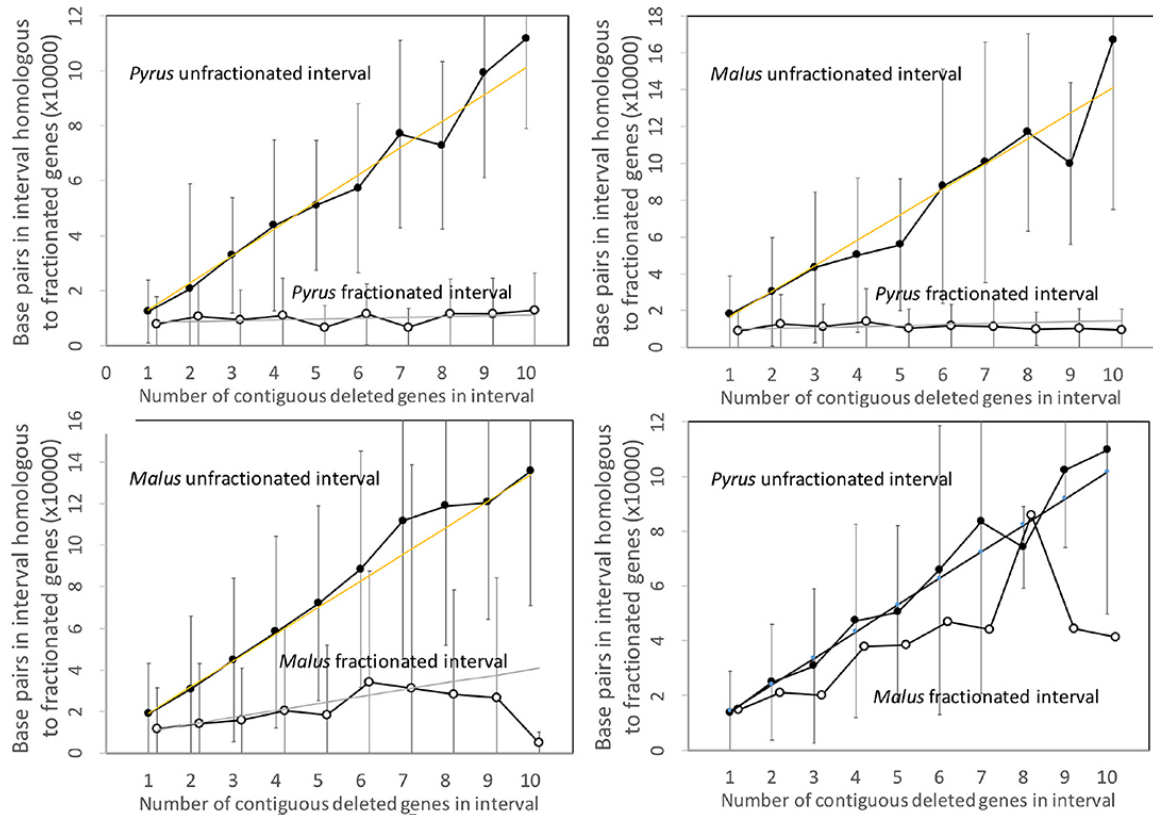 Base pairs in interval homologous
to fractionated genes (x10000)
12
10
8
6
4
2
0
Pyrus unfractionated interval
Pyrus fractionated interval
0 1 2 3 4 5 6 7 8 9 10
Number of contiguous deleted genes in interval
Base pairs in interval homologous
to fractionated genes (x10000)
18
16
14
12
10
8
6
4
2
0
Malus unfractionated interval
Pyrus fractionated interval
1 2 3 4 5 6 7 8 9 10
Number of contiguous deleted genes in interval
Base pairs in interval homologous
to fractionated genes (x10000)
16
14
12
10
8
6
4
2
0
Malus unfractionated interval
Malus fractionated interval
1 2 3 4 5 6 7 8 9 10
Number of contiguous deleted genes in interval
Base pairs in interval homologous
to fractionated genes (x10000)
12
10
8
6
4
2
0
Pyrus unfractionated interval
Malus fractionated interval
1 2 3 4 5 6 7 8 9 10
Number of contiguous deleted genes in interval